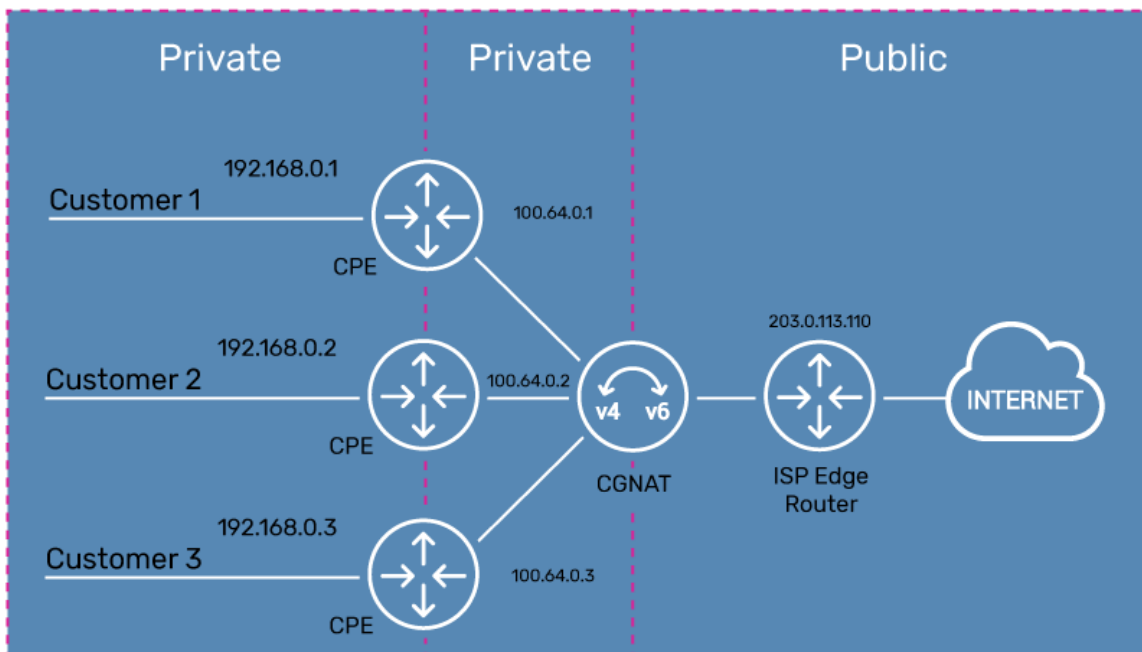 Private
Private
Public
192.168.0.1
Customer 1
100.64.0.1
CPE
203.0.113.110
192.168.0.2
Customer 2
100.64.0.2
v4 v6
INTERNET
CPE
CGNAT
ISP Edge
Router
192.168.0.3
Customer 3
100.64.0.3
CPE